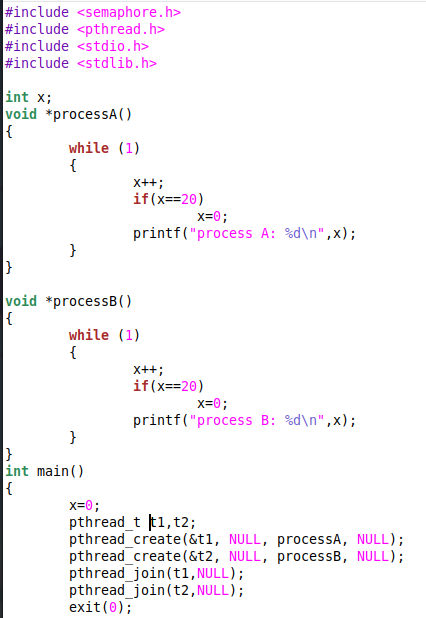 #include <semaphore.h>
#include <pthread.h>
#include <stdio.h>
#include <stdlib.h>

int x;
void *processA()
{
        while (1)
        {
                x++;
                if(x==20)
                        x=0;
                printf("process A: %d\n",x);
        }
}

void *processB()
{
        while (1)
        {
                x++;
                if(x==20)
                        x=0;
                printf("process B: %d\n",x);
        }
}
int main()
{
        x=0;
        pthread_t t1,t2;
        pthread_create(&t1, NULL, processA, NULL);
        pthread_create(&t2, NULL, processB, NULL);
        pthread_join(t1,NULL);
        pthread_join(t2,NULL);
        exit(0);